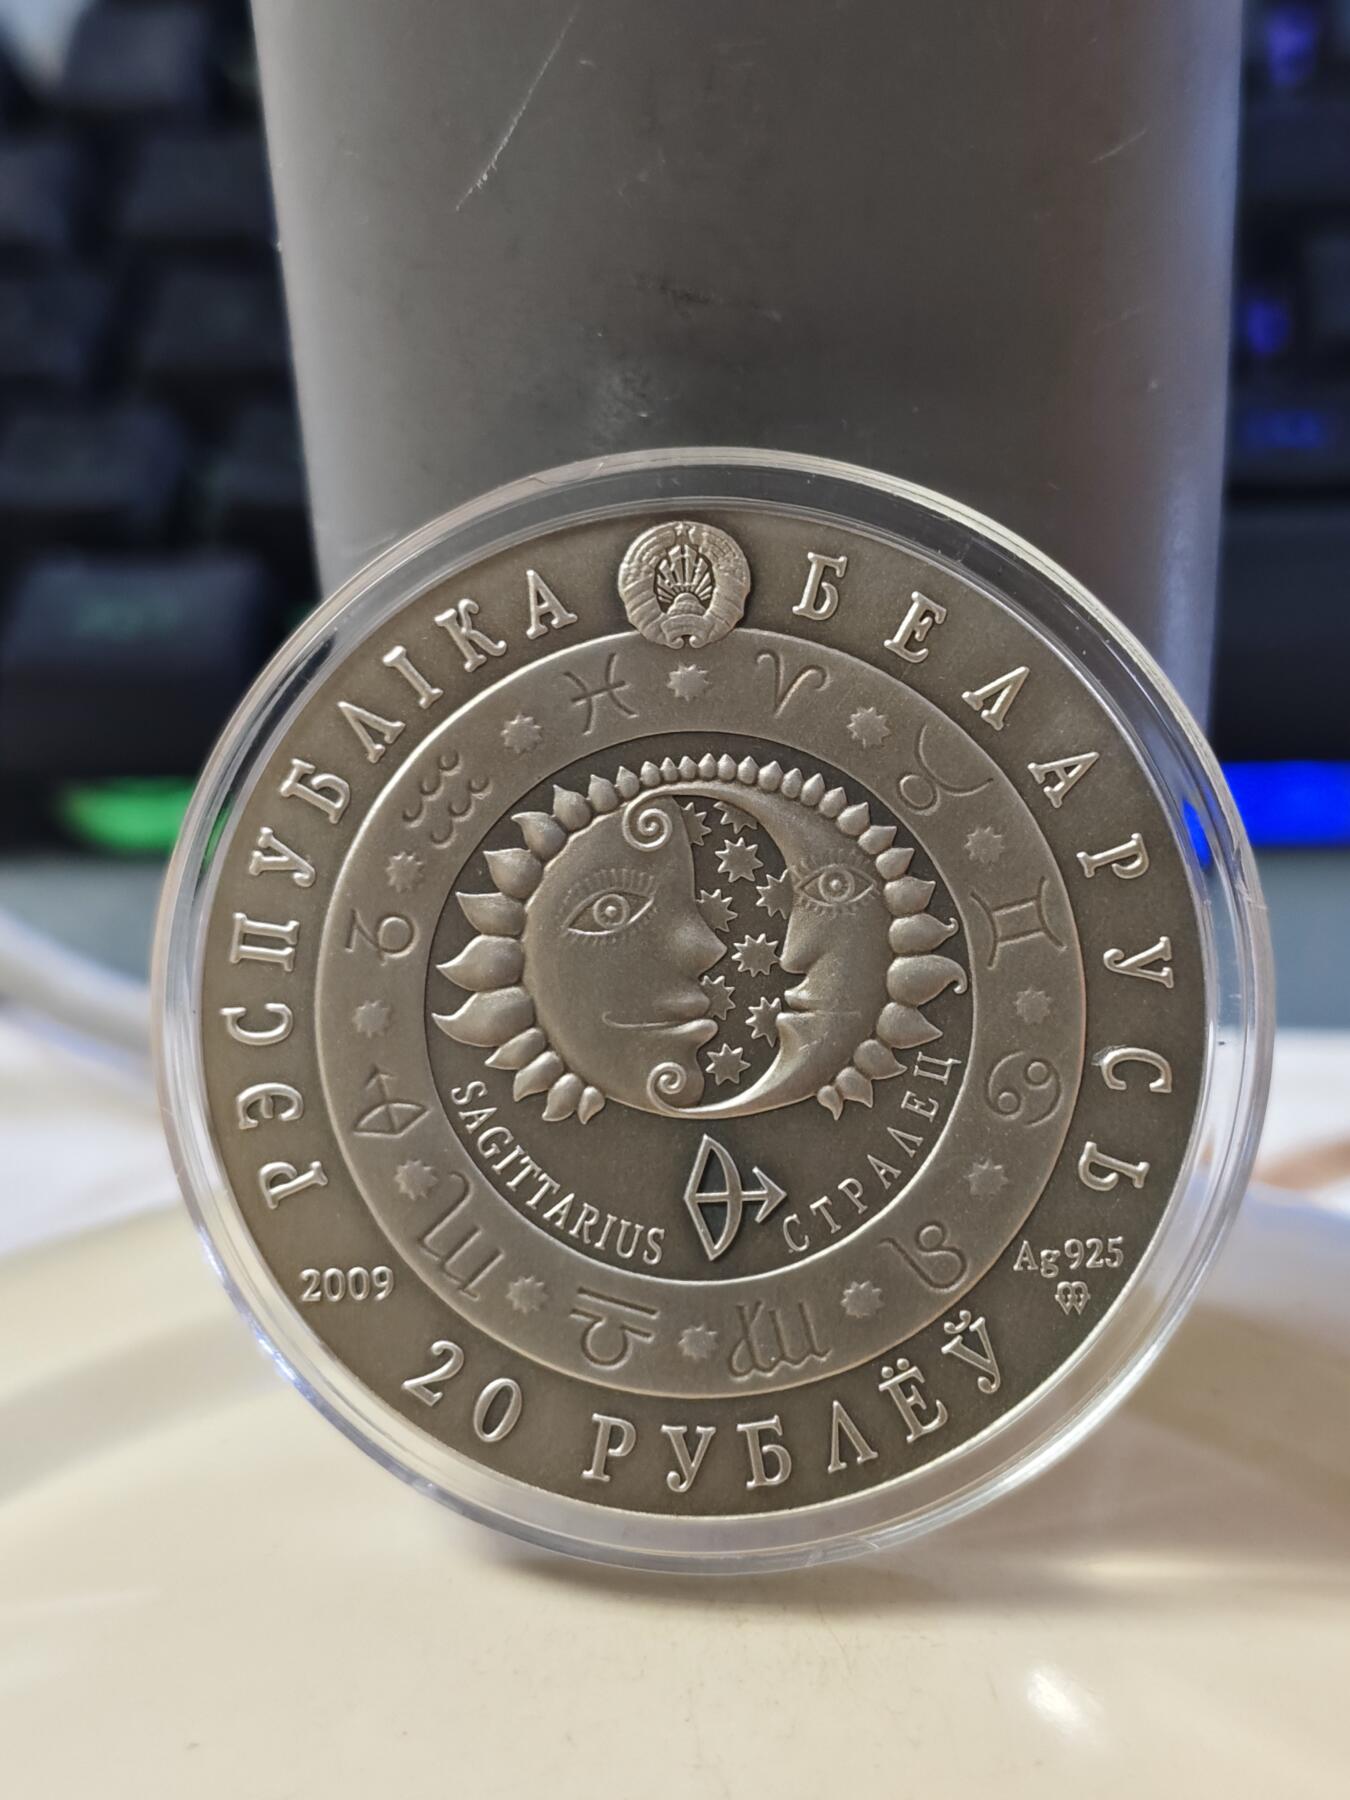 РЭСПУБЛІКА БЕЛАРУСЬ
SAGITTARIUS
СТРАЛЕЦ
2009
Ag 925
20 РУБЛЁЎ